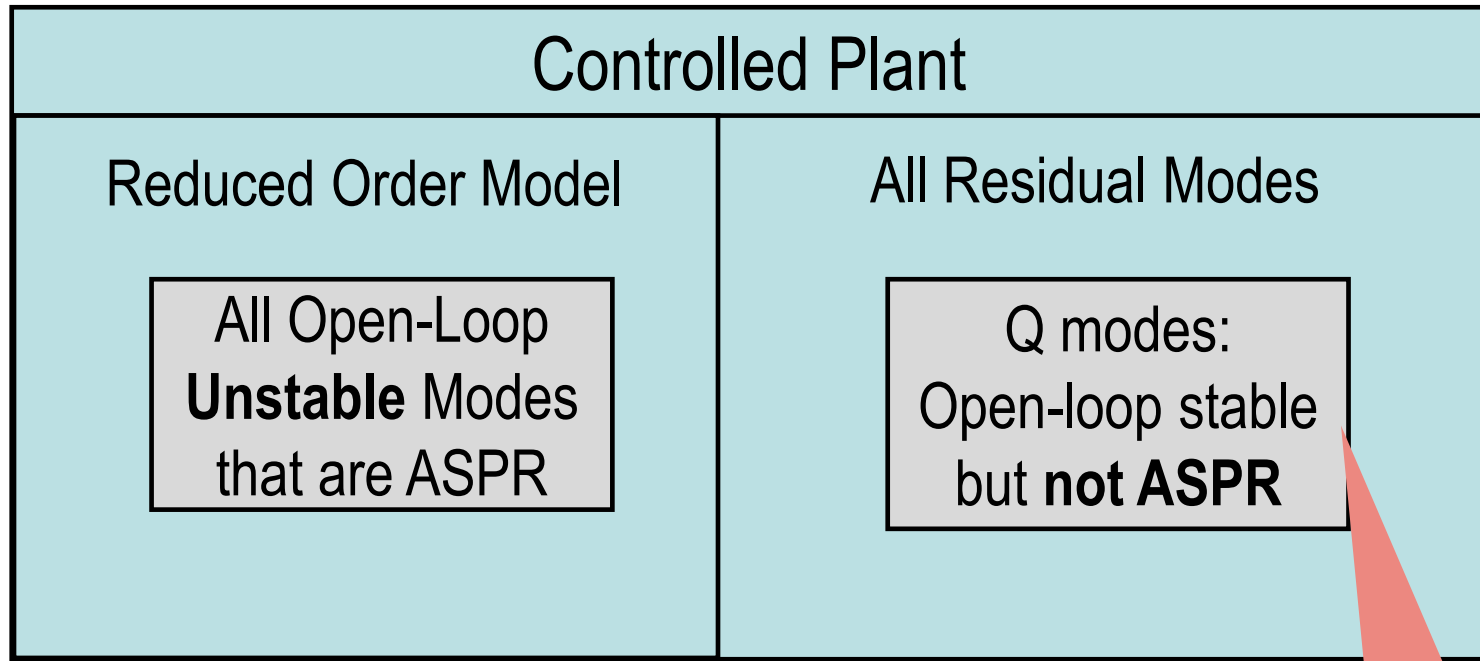 Controlled Plant
Reduced Order Model
All Open-Loop
Unstable Modes
that are ASPR
All Residual Modes
Q modes:
Open-loop stable
but not ASPR